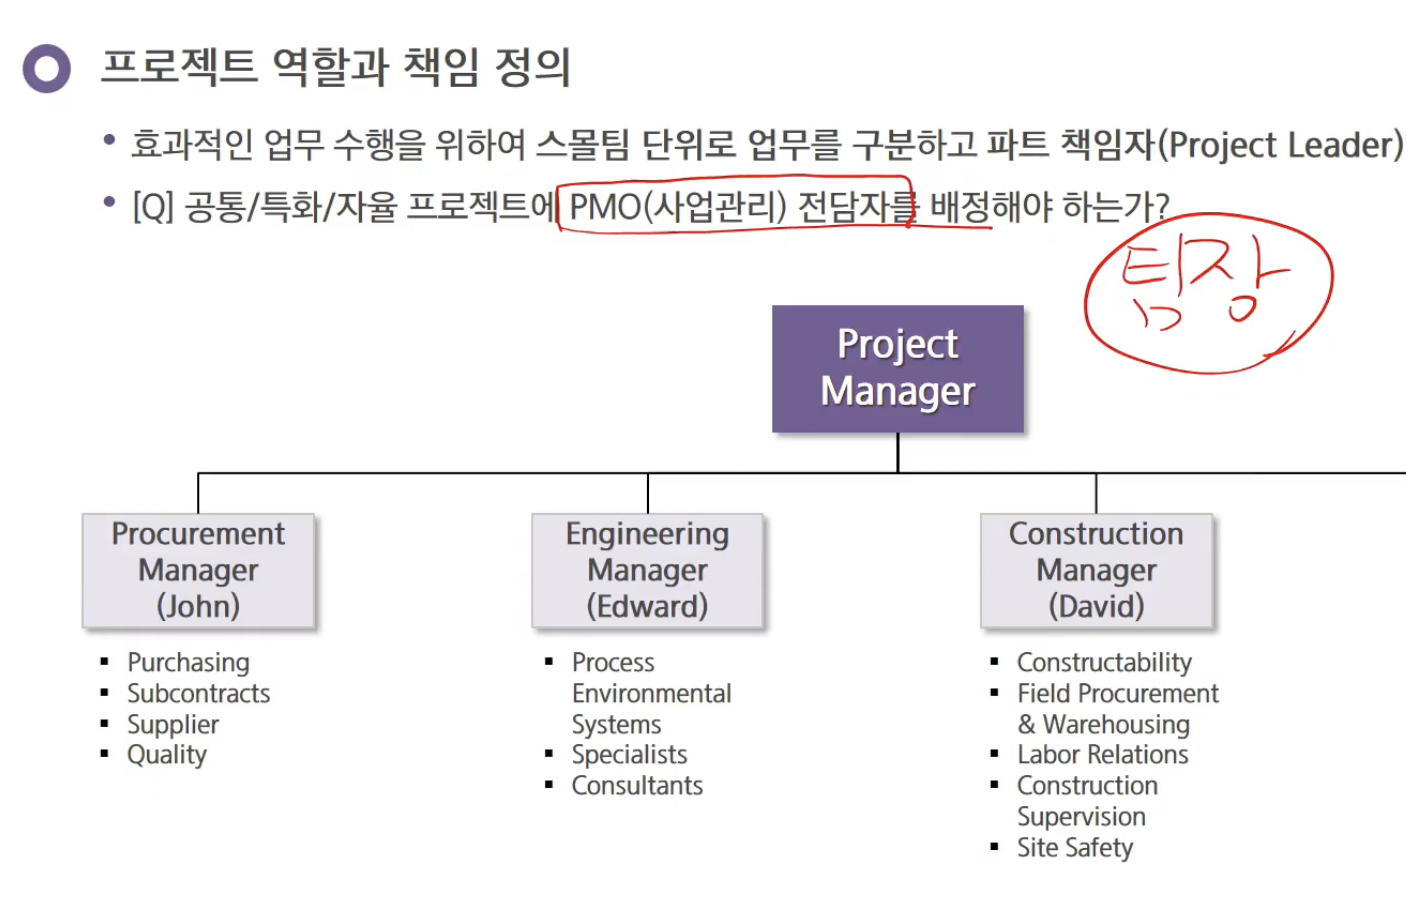 프로젝트 역할과 책임 정의
• 효과적인 업무 수행을 위하여 스몰팀 단위로 업무를 구분하고 파트 책임자(Project Leader)
• [Q] 공통/특화/자율 프로젝트에 PMO(사업관리) 전담자를 배정해야 하는가?
팀장
Project
Manager
Procurement
Manager
(John)
▪ Purchasing
▪ Subcontracts
▪ Supplier
▪ Quality
Engineering
Manager
(Edward)
▪ Process
Environmental
Systems
▪ Specialists
▪ Consultants
Construction
Manager
(David)
▪ Constructability
▪ Field Procurement
& Warehousing
▪ Labor Relations
▪ Construction
Supervision
▪ Site Safety